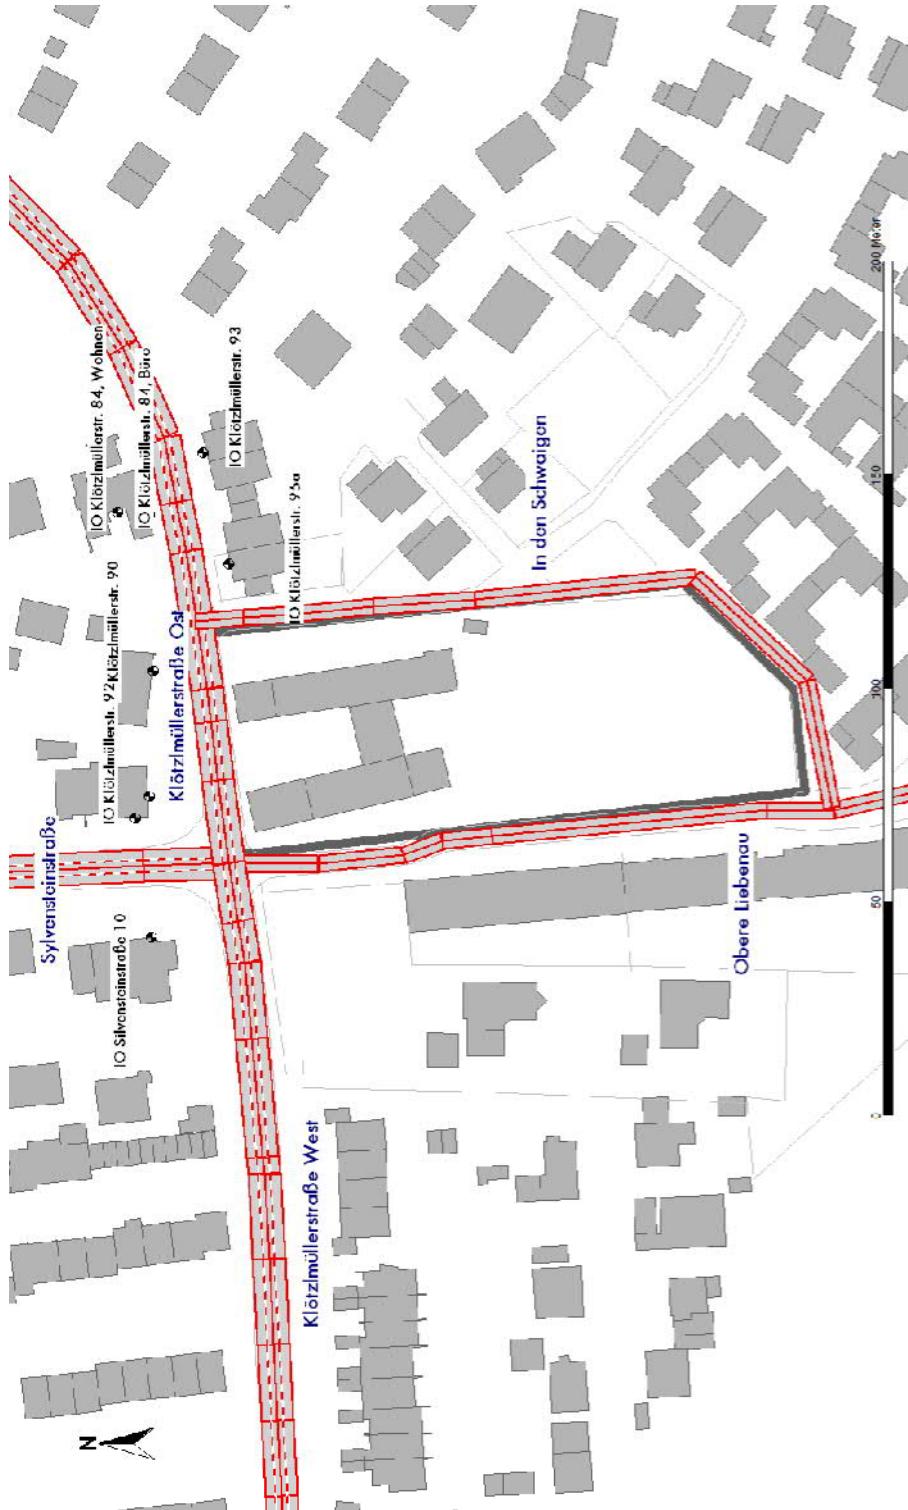 IO Klötzlmüllerstr. 84, Wohnen
IO Klötzlmüllerstr. 84, Büro
IO Klötzlmüllerstr. 93
IO Klötzlmüllerstr. 95a
IO Klötzlmüllerstr. 92
Klötzlmüllerstr. 90
Klötzlmüllerstraße Ost
Sylvensteinstraße
IO Silvensteinstraße 10
Klötzlmüllerstraße West
In den Schwaigen
Obere Liebenau
N
0
50
100
150
200 Meter